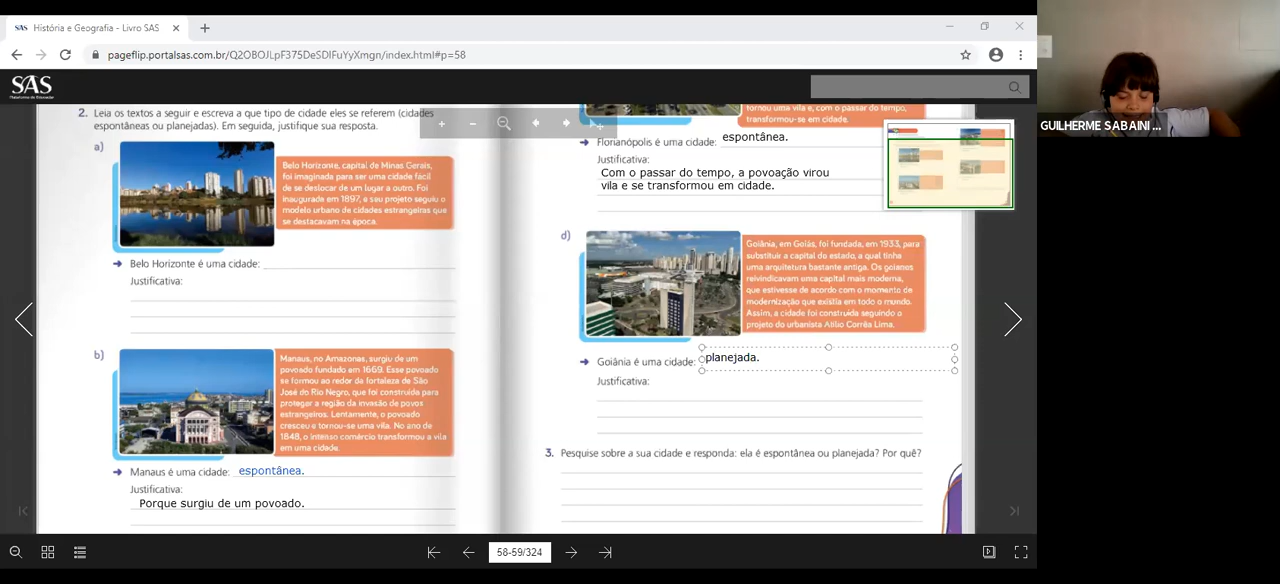 SAS História e Geografia - Livro SAS
pageflip.portalsas.com.br/Q2OBOJLpF375DeSDIFuYyXmgn/index.html#p=58
SAS
2. Leia os textos a seguir e escreva a que tipo de cidade eles se referem (cidades
espontâneas ou planejadas). Em seguida, justifique sua resposta.
a)
Belo Horizonte, capital de Minas Gerais,
foi imaginada para ser uma cidade fácil
de se deslocar de um lugar a outro. Foi
inaugurada em 1897, e seu projeto seguiu o
modelo urbano de cidades estrangeiras que
se destacavam na época.
Belo Horizonte é uma cidade:
Justificativa:
b)
Manaus, no Amazonas, surgiu de um
povoado fundado em 1669. Esse povoado
se formou ao redor da fortaleza de São
José do Rio Negro, que foi construída para
proteger a região da invasão de povos
estrangeiros. Lentamente, o povoado
cresceu e tornou-se uma vila. No ano de
1848, o intenso comércio transformou a vila
em uma cidade.
Manaus é uma cidade: espontânea.
Justificativa:
Porque surgiu de um povoado.
tornou uma vila e, com o passar do tempo,
transformou-se em cidade.
Florianópolis é uma cidade: espontânea.
Justificativa:
Com o passar do tempo, a povoação virou
vila e se transformou em cidade.
d)
Goiânia, em Goiás, foi fundada, em 1933, para
substituir a capital do estado, a qual tinha
uma arquitetura bastante antiga. Os goianos
reivindicavam uma capital mais moderna,
que estivesse de acordo com o momento de
modernização que existia em todo o mundo.
Assim, a cidade foi construída seguindo o
projeto do urbanista Atílio Corrêa Lima.
Goiânia é uma cidade: planejada.
Justificativa:
3. Pesquise sobre a sua cidade e responda: ela é espontânea ou planejada? Por quê?
58-59/324
GUILHERME SABAINI ...